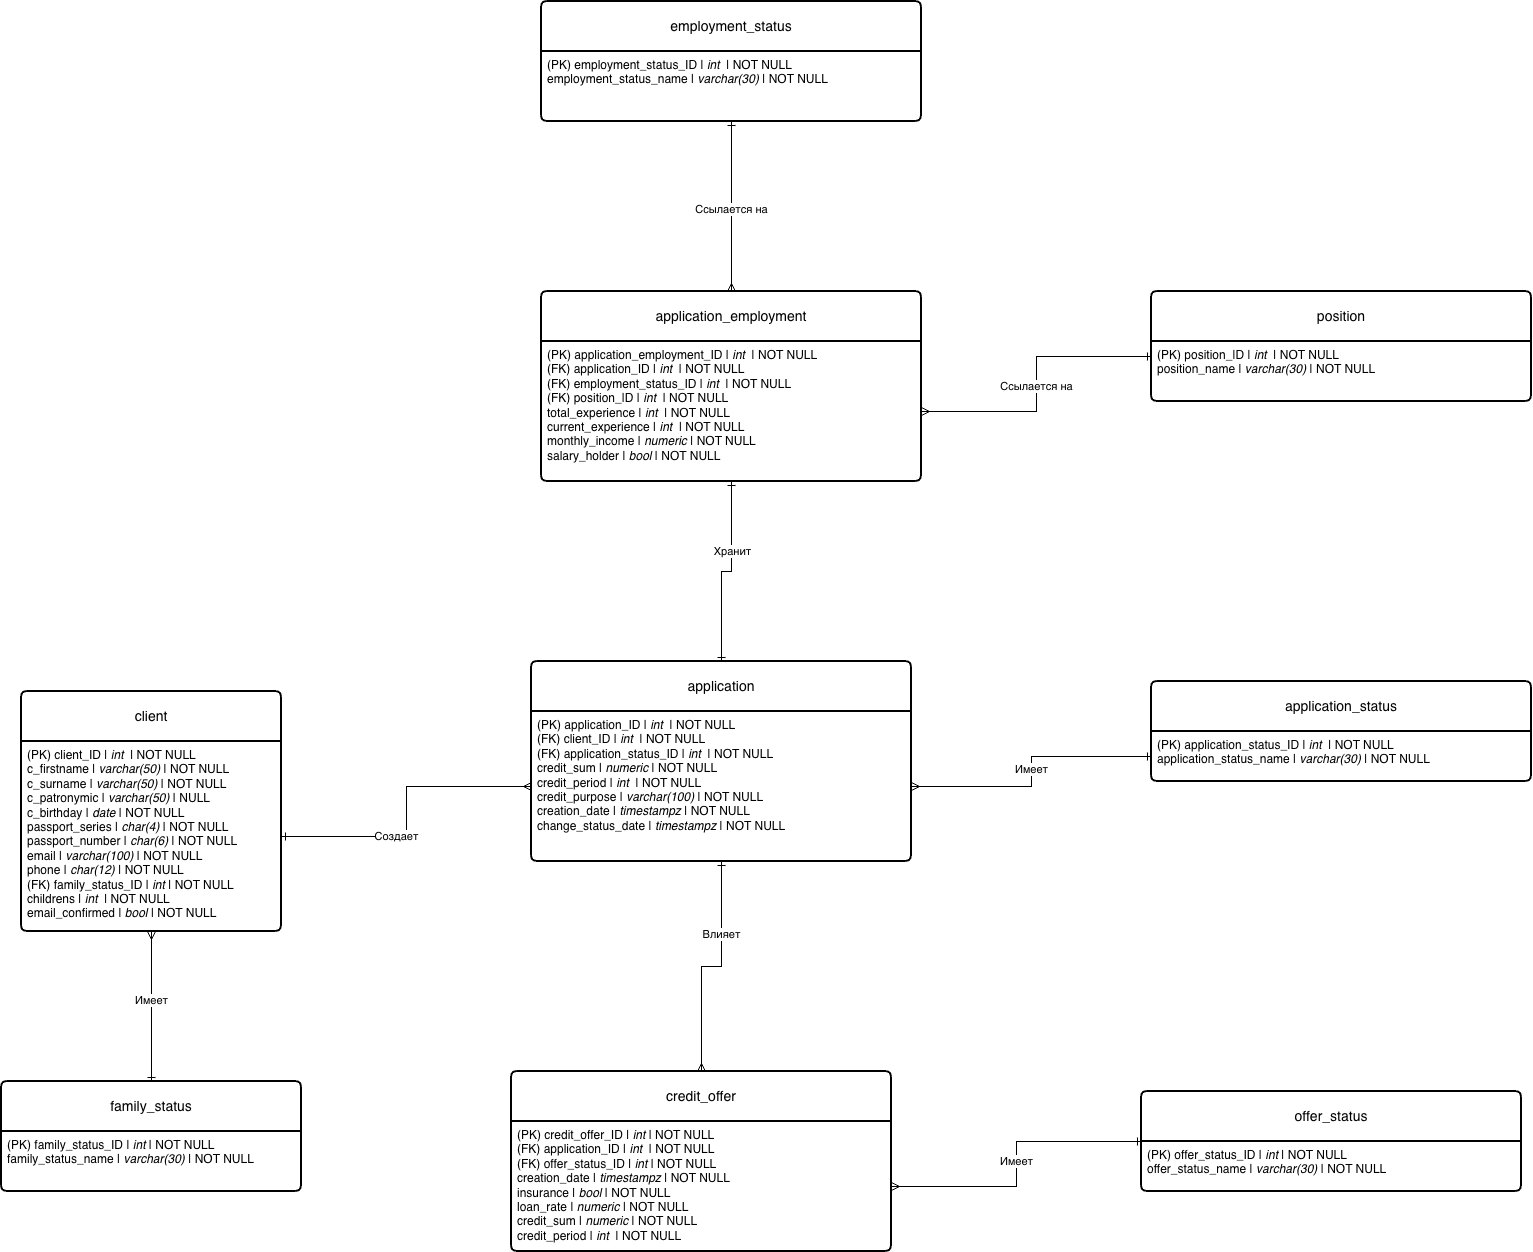 employment_status
(PK) employment_status_ID | int | NOT NULL
employment_status_name | varchar(30) | NOT NULL
Ссылается на
application_employment
(PK) application_employment_ID | int | NOT NULL
(FK) application_ID | int | NOT NULL
(FK) employment_status_ID | int | NOT NULL
(FK) position_ID | int | NOT NULL
total_experience | int | NOT NULL
current_experience | int | NOT NULL
monthly_income | numeric | NOT NULL
salary_holder | bool | NOT NULL
Ссылается на
position
(PK) position_ID | int | NOT NULL
position_name | varchar(30) | NOT NULL
Хранит
client
(PK) client_ID | int | NOT NULL
c_firstname | varchar(50) | NOT NULL
c_surname | varchar(50) | NOT NULL
c_patronymic | varchar(50) | NULL
c_birthday | date | NOT NULL
passport_series | char(4) | NOT NULL
passport_number | char(6) | NOT NULL
email | varchar(100) | NOT NULL
phone | char(12) | NOT NULL
(FK) family_status_ID | int | NOT NULL
childrens | int | NOT NULL
email_confirmed | bool | NOT NULL
Создает
application
(PK) application_ID | int | NOT NULL
(FK) client_ID | int | NOT NULL
(FK) application_status_ID | int | NOT NULL
credit_sum | numeric | NOT NULL
credit_period | int | NOT NULL
credit_purpose | varchar(100) | NOT NULL
creation_date | timestampz | NOT NULL
change_status_date | timestampz | NOT NULL
Имеет
application_status
(PK) application_status_ID | int | NOT NULL
application_status_name | varchar(30) | NOT NULL
Влияет
Имеет
family_status
(PK) family_status_ID | int | NOT NULL
family_status_name | varchar(30) | NOT NULL
credit_offer
(PK) credit_offer_ID | int | NOT NULL
(FK) application_ID | int | NOT NULL
(FK) offer_status_ID | int | NOT NULL
creation_date | timestampz | NOT NULL
insurance | bool | NOT NULL
loan_rate | numeric | NOT NULL
credit_sum | numeric | NOT NULL
credit_period | int | NOT NULL
Имеет
offer_status
(PK) offer_status_ID | int | NOT NULL
offer_status_name | varchar(30) | NOT NULL